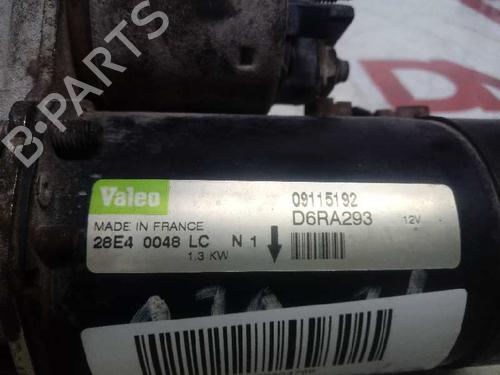 B-PARTS
Valeo
09115192
MADE IN FRANCE
D6RA293 12V
28E4 0048 LC N 1
1.3 KW